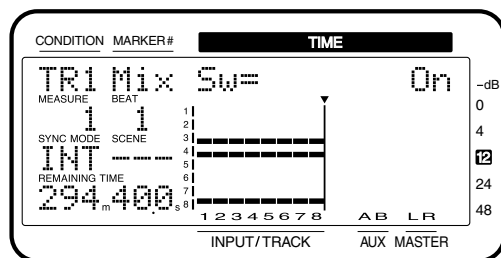 CONDITION MARKER# TIME
TR1 Mix Sw= On
-dB
MEASURE BEAT
1 1
SYNC MODE SCENE
INT -- -- --
REMAINING TIME
294m40.0s
1
2
3
4
5
6
7
8
1 2 3 4 5 6 7 8 A B L R
0
4
12
24
48
INPUT/TRACK AUX MASTER